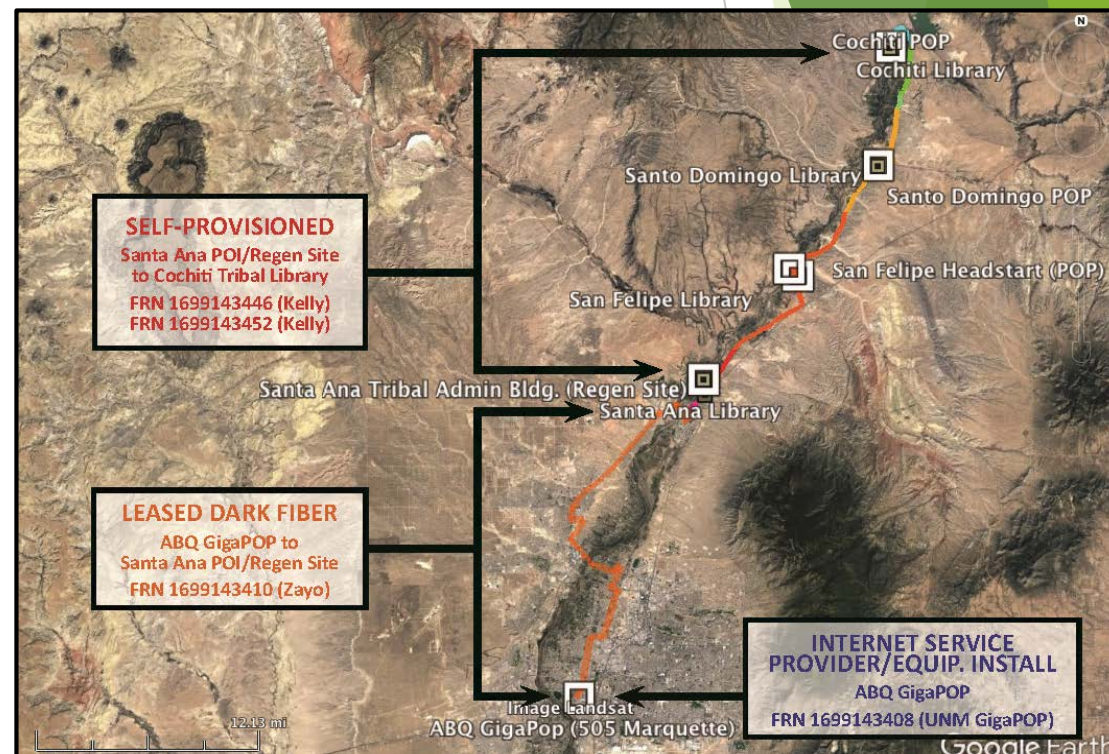 N
Cochiti POP
Cochiti Library
Santo Domingo Library
Santo Domingo POP
SELF-PROVISIONED
Santa Ana POI/Regen Site
to Cochiti Tribal Library
FRN 1699143446 (Kelly)
FRN 1699143452 (Kelly)
San Felipe Headstart (POP)
San Felipe Library
Santa Ana Tribal Admin Bldg. (Regen Site)
Santa Ana Library
LEASED DARK FIBER
ABQ GigaPOP to
Santa Ana POI/Regen Site
FRN 1699143410 (Zayo)
INTERNET SERVICE
PROVIDER/EQUIP. INSTALL
ABQ GigaPOP
FRN 1699143408 (UNM GigaPOP)
Image Landsat
12.13 mi
ABQ GigaPop (505 Marquette)
Google Earth